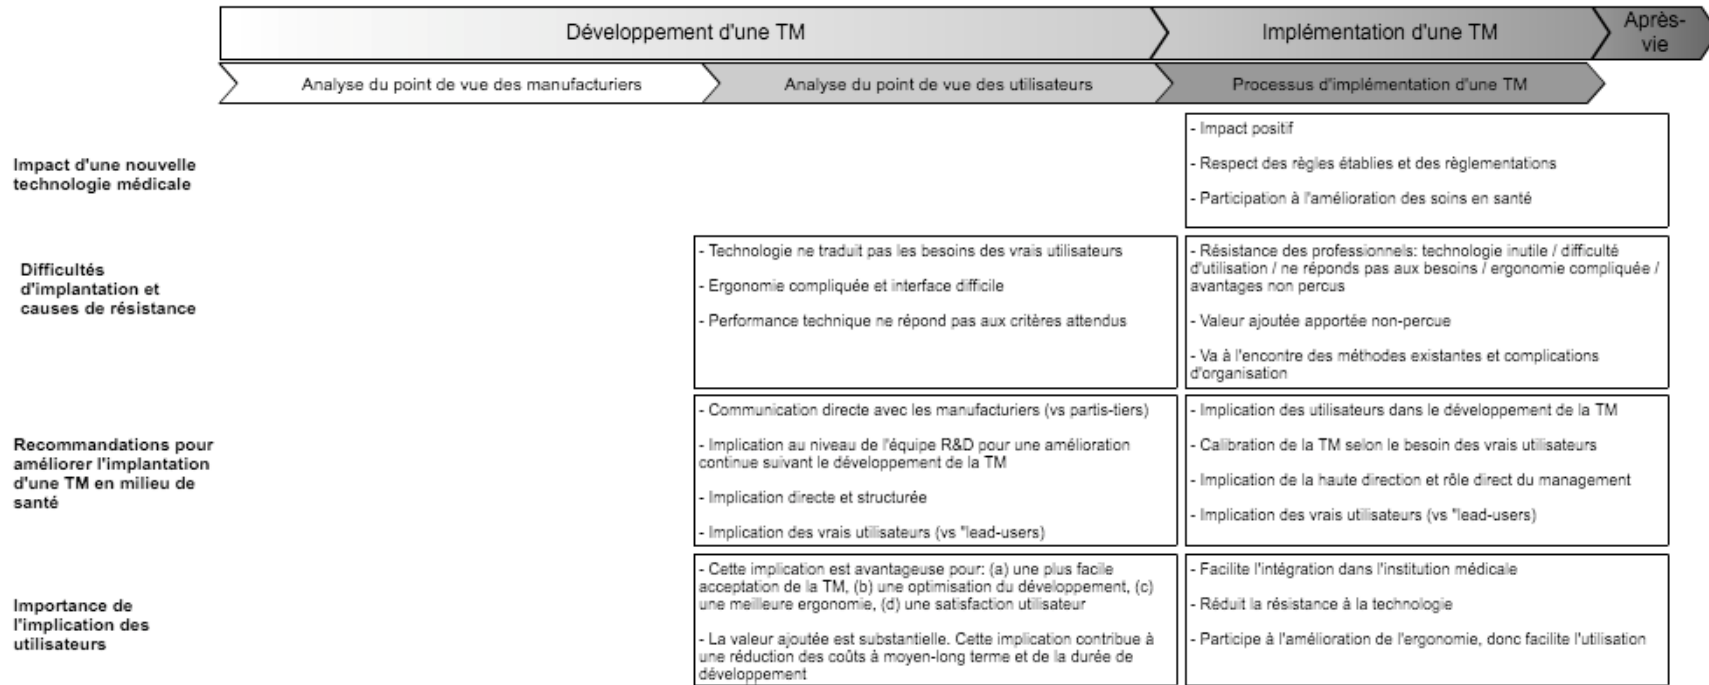 Développement d'une TM
Implémentation d'une TM
Après-
vie
Analyse du point de vue des manufacturiers
Analyse du point de vue des utilisateurs
Processus d'implémentation d'une TM
Impact d'une nouvelle
technologie médicale
- Impact positif
- Respect des règles établies et des règlementations
- Participation à l'amélioration des soins en santé
Difficultés
d'implantation et
causes de résistance
- Technologie ne traduit pas les besoins des vrais utilisateurs
- Ergonomie compliquée et interface difficile
- Performance technique ne répond pas aux critères attendus
- Résistance des professionnels: technologie inutile / difficulté
d'utilisation / ne réponds pas aux besoins / ergonomie compliquée /
avantages non percus
- Valeur ajoutée apportée non-percue
- Va à l'encontre des méthodes existantes et complications
d'organisation
Recommandations pour
améliorer l'implantation
d'une TM en milieu de
santé
- Communication directe avec les manufacturiers (vs partis-tiers)
- Implication au niveau de l'équipe R&D pour une amélioration
continue suivant le développement de la TM
- Implication directe et structurée
- Implication des vrais utilisateurs (vs "lead-users)
- Implication des utilisateurs dans le développement de la TM
- Calibration de la TM selon le besoin des vrais utilisateurs
- Implication de la haute direction et rôle direct du management
- Implication des vrais utilisateurs (vs "lead-users)
Importance de
l'implication des
utilisateurs
- Cette implication est avantageuse pour: (a) une plus facile
acceptation de la TM, (b) une optimisation du développement, (c)
une meilleure ergonomie, (d) une satisfaction utilisateur
- La valeur ajoutée est substantielle. Cette implication contribue à
une réduction des coûts à moyen-long terme et de la durée de
développement
- Facilite l'intégration dans l'institution médicale
- Réduit la résistance à la technologie
- Participe à l'amélioration de l'ergonomie, donc facilite l'utilisation